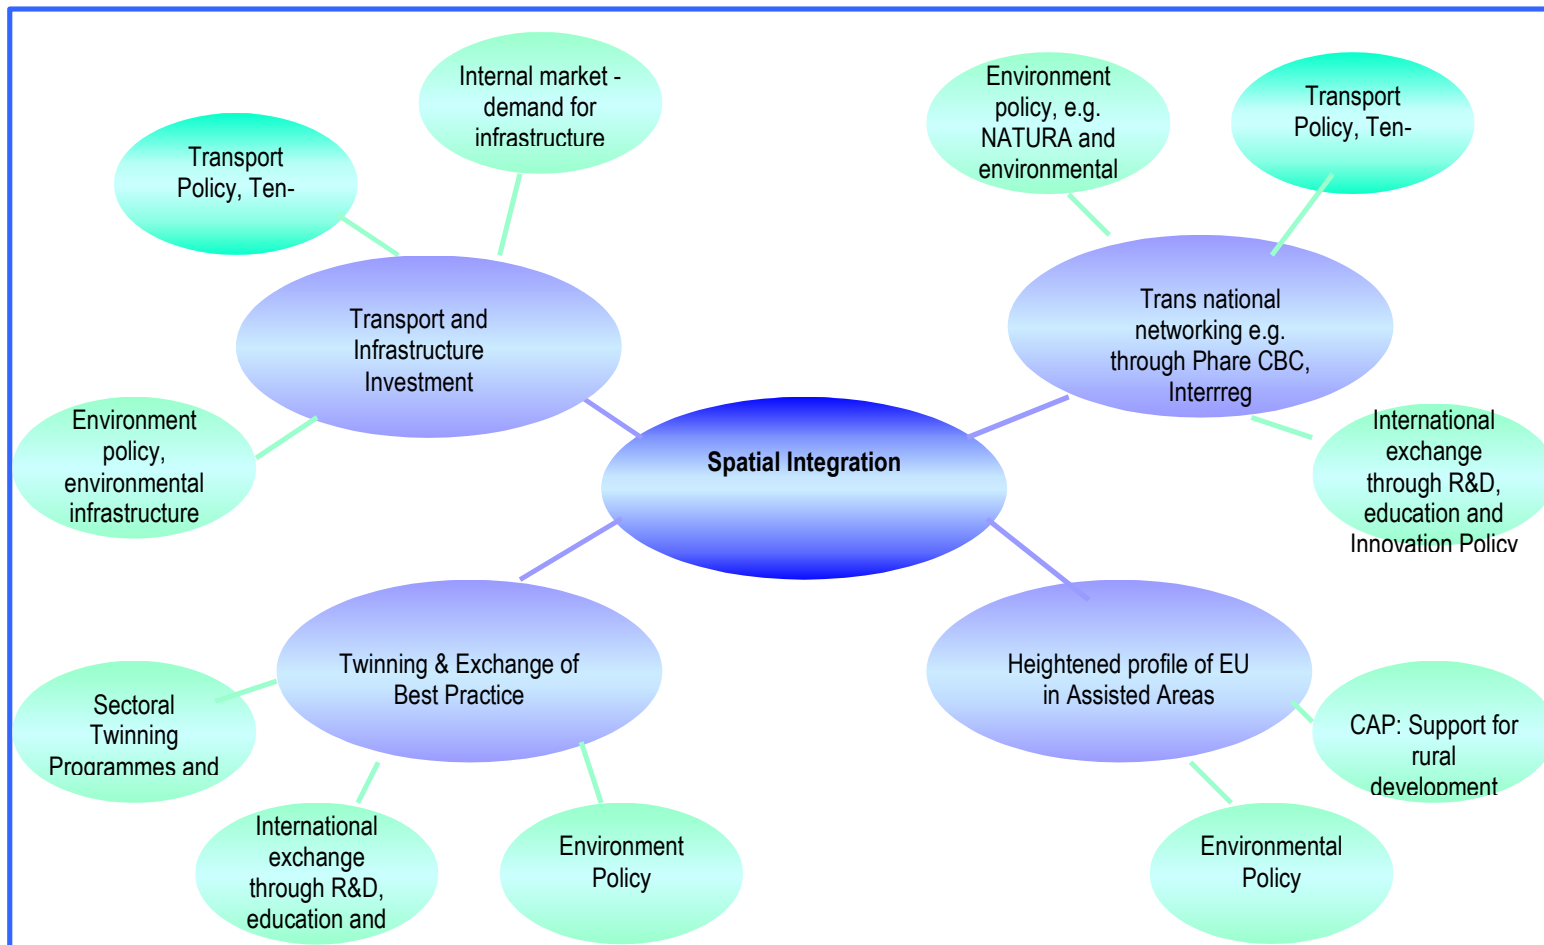 Internal market -
demand for
infrastructure
Transport
Policy, Ten-
Environment
policy, e.g.
NATURA and
environmental
Transport
Policy, Ten-
Transport and
Infrastructure
Investment
Trans national
networking e.g.
through Phare CBC,
Interrreg
Environment
policy,
environmental
infrastructure
Spatial Integration
International
exchange
through R&D,
education and
Innovation Policy
Twinning & Exchange of
Best Practice
Heightened profile of EU
in Assisted Areas
Sectoral
Twinning
Programmes and
CAP: Support for
rural
development
International
exchange
through R&D,
education and
Environment
Policy
Environmental
Policy